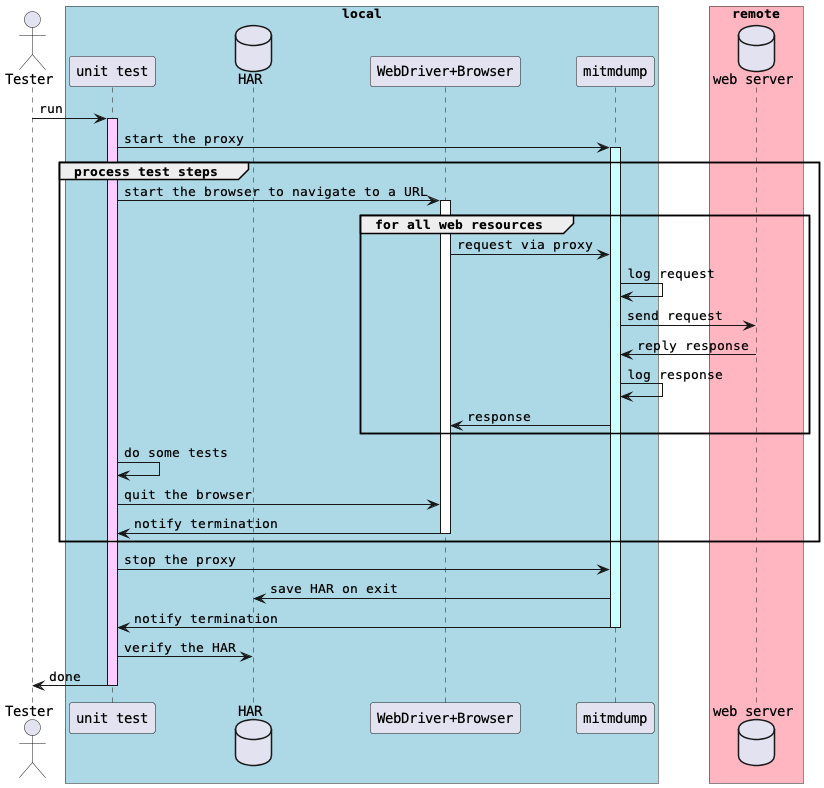 local
remote
Tester
unit test
HAR
WebDriver+Browser
mitmdump
web server
run
start the proxy
process test steps
start the browser to navigate to a URL
for all web resources
request via proxy
log request
send request
reply response
log response
response
do some tests
quit the browser
notify termination
stop the proxy
save HAR on exit
notify termination
verify the HAR
done
Tester
unit test
HAR
WebDriver+Browser
mitmdump
web server